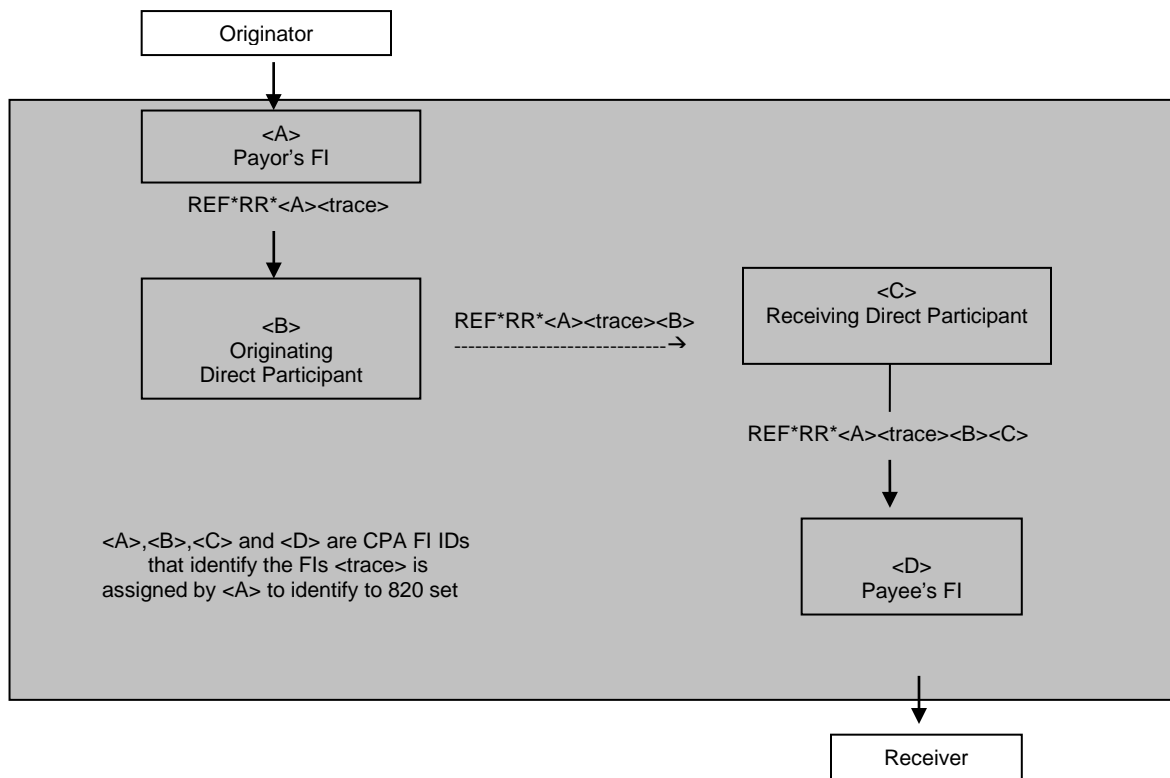 Originator
<A>
Payor's FI
REF*RR*<A><trace>
<B>
Originating
Direct Participant
REF*RR*<A><trace><B>
------------------------------→
<C>
Receiving Direct Participant
REF*RR*<A><trace><B><C>
<A>,<B>,<C> and <D> are CPA FI IDs
that identify the FIs <trace> is
assigned by <A> to identify to 820 set
<D>
Payee's FI
Receiver